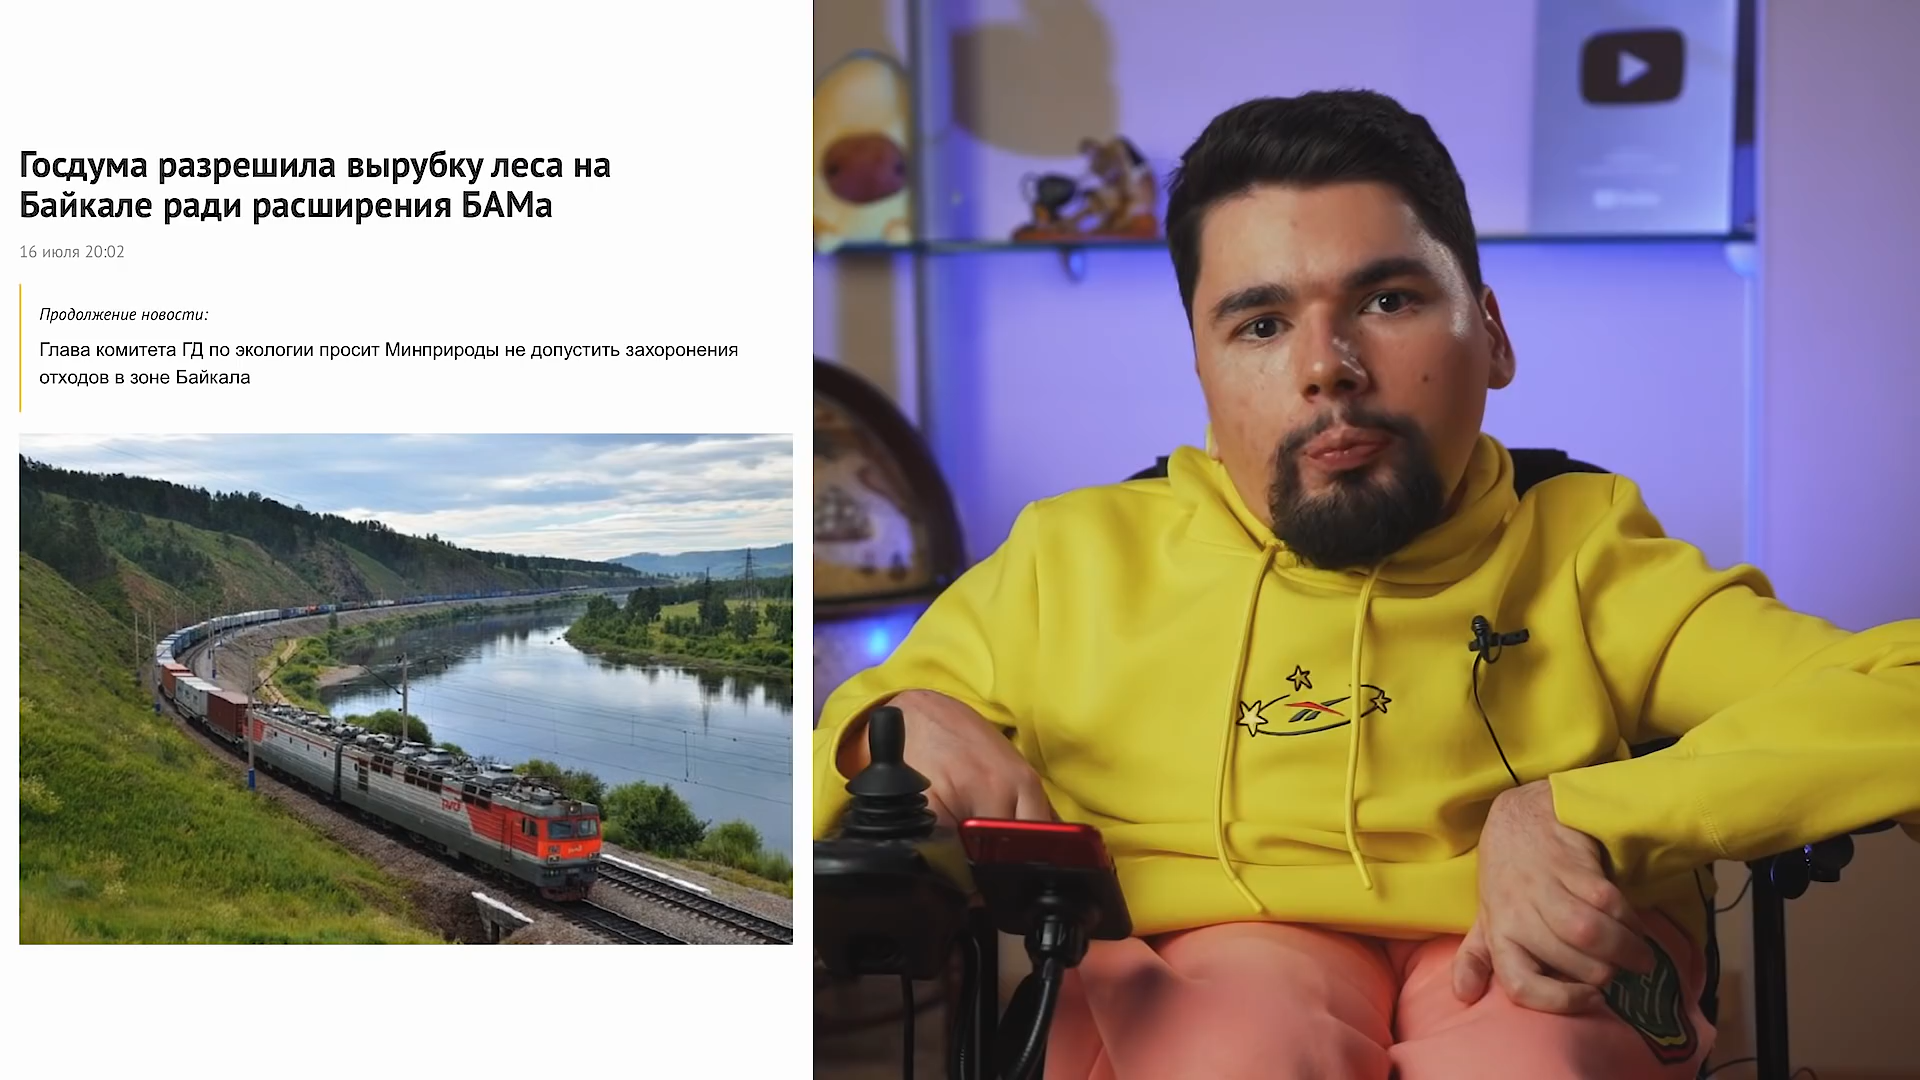 Госдума разрешила вырубку леса на
Байкале ради расширения БАМа
16 июля 20:02
Продолжение новости:
Глава комитета ГД по экологии просит Минприроды не допустить захоронения
отходов в зоне Байкала